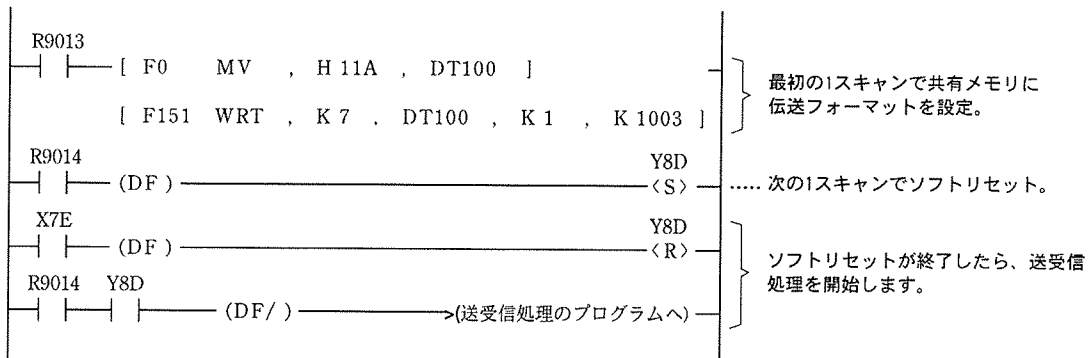 R9013
[ F0 MV , H 11A , DT100 ]
[ F151 WRT , K 7 , DT100 , K 1 , K 1003 ]
最初の1スキャンで共有メモリに
伝送フォーマットを設定。
R9014
(DF)
Y8D
〈S〉
..... 次の1スキャンでソフトリセット。
X7E
(DF)
Y8D
〈R〉
R9014 Y8D
(DF/)
>(送受信処理のプログラムへ)
ソフトリセットが終了したら、送受信
処理を開始します。